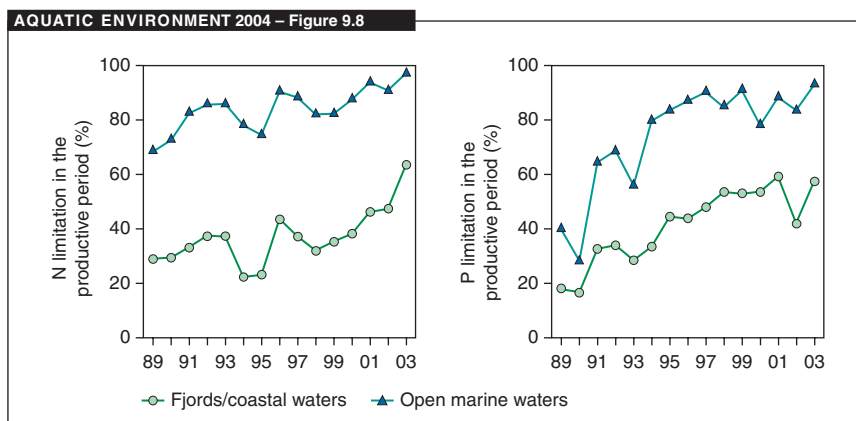 AQUATIC ENVIRONMENT 2004 – Figure 9.8
N limitation in the
productive period (%)
100
80
60
40
20
0
89 91 93 95 97 99 01 03
P limitation in the
productive period (%)
100
80
60
40
20
0
89 91 93 95 97 99 01 03
Fjords/coastal waters Open marine waters